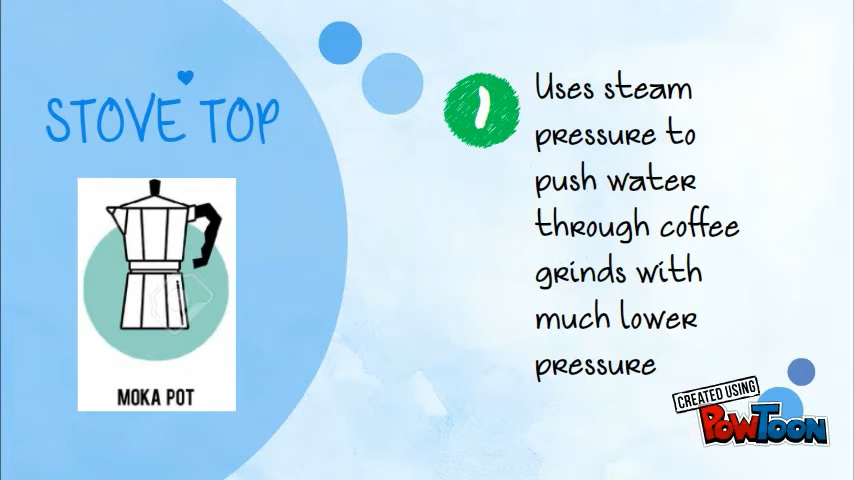 STOVE TOP
MOKA POT
1
Uses steam
pressure to
push water
through coffee
grinds with
much lower
pressure
CREATED USING
POWTOON